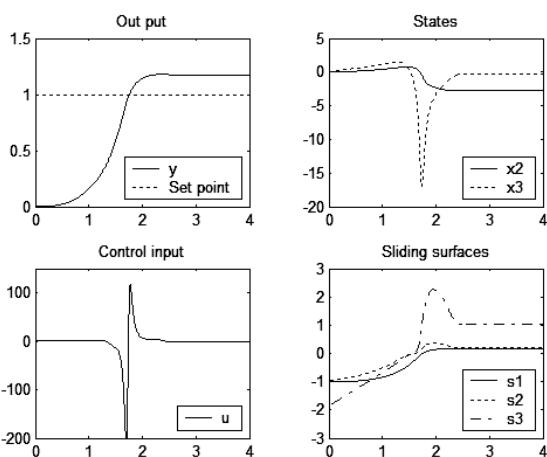 Out put
1.5
1
0.5
0
y
Set point
0 1 2 3 4
States
5
0
-5
-10
-15
-20
x2
x3
0 1 2 3 4
Control input
100
0
-100
-200
u
0 1 2 3 4
Sliding surfaces
3
2
1
0
-1
-2
-3
s1
s2
s3
0 1 2 3 4